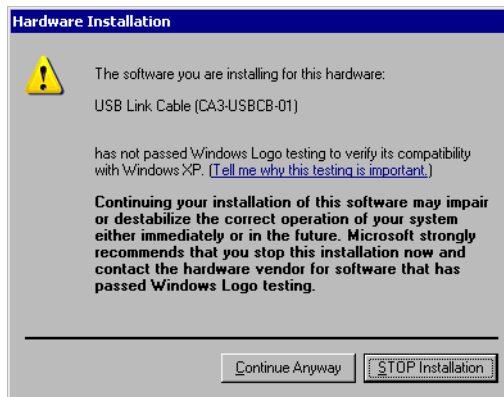 Hardware Installation
The software you are installing for this hardware:
USB Link Cable (CA3-USBCB-01)
has not passed Windows Logo testing to verify its compatibility
with Windows XP. (Tell me why this testing is important.)
Continuing your installation of this software may impair
or destabilize the correct operation of your system
either immediately or in the future. Microsoft strongly
recommends that you stop this installation now and
contact the hardware vendor for software that has
passed Windows Logo testing.
Continue Anyway
STOP Installation